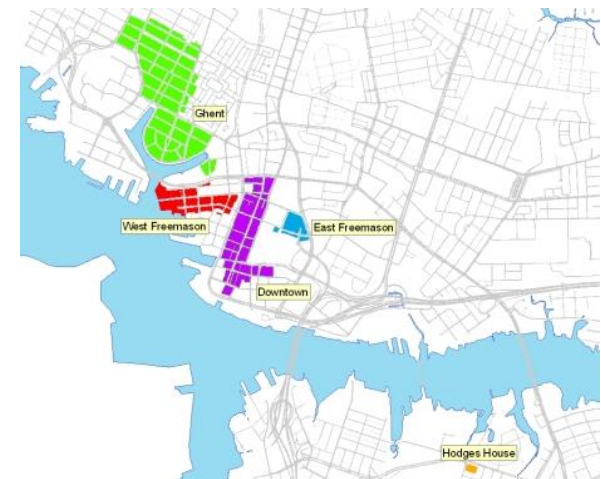 Ghent
West Freemason
East Freemason
Downtown
Hodges House